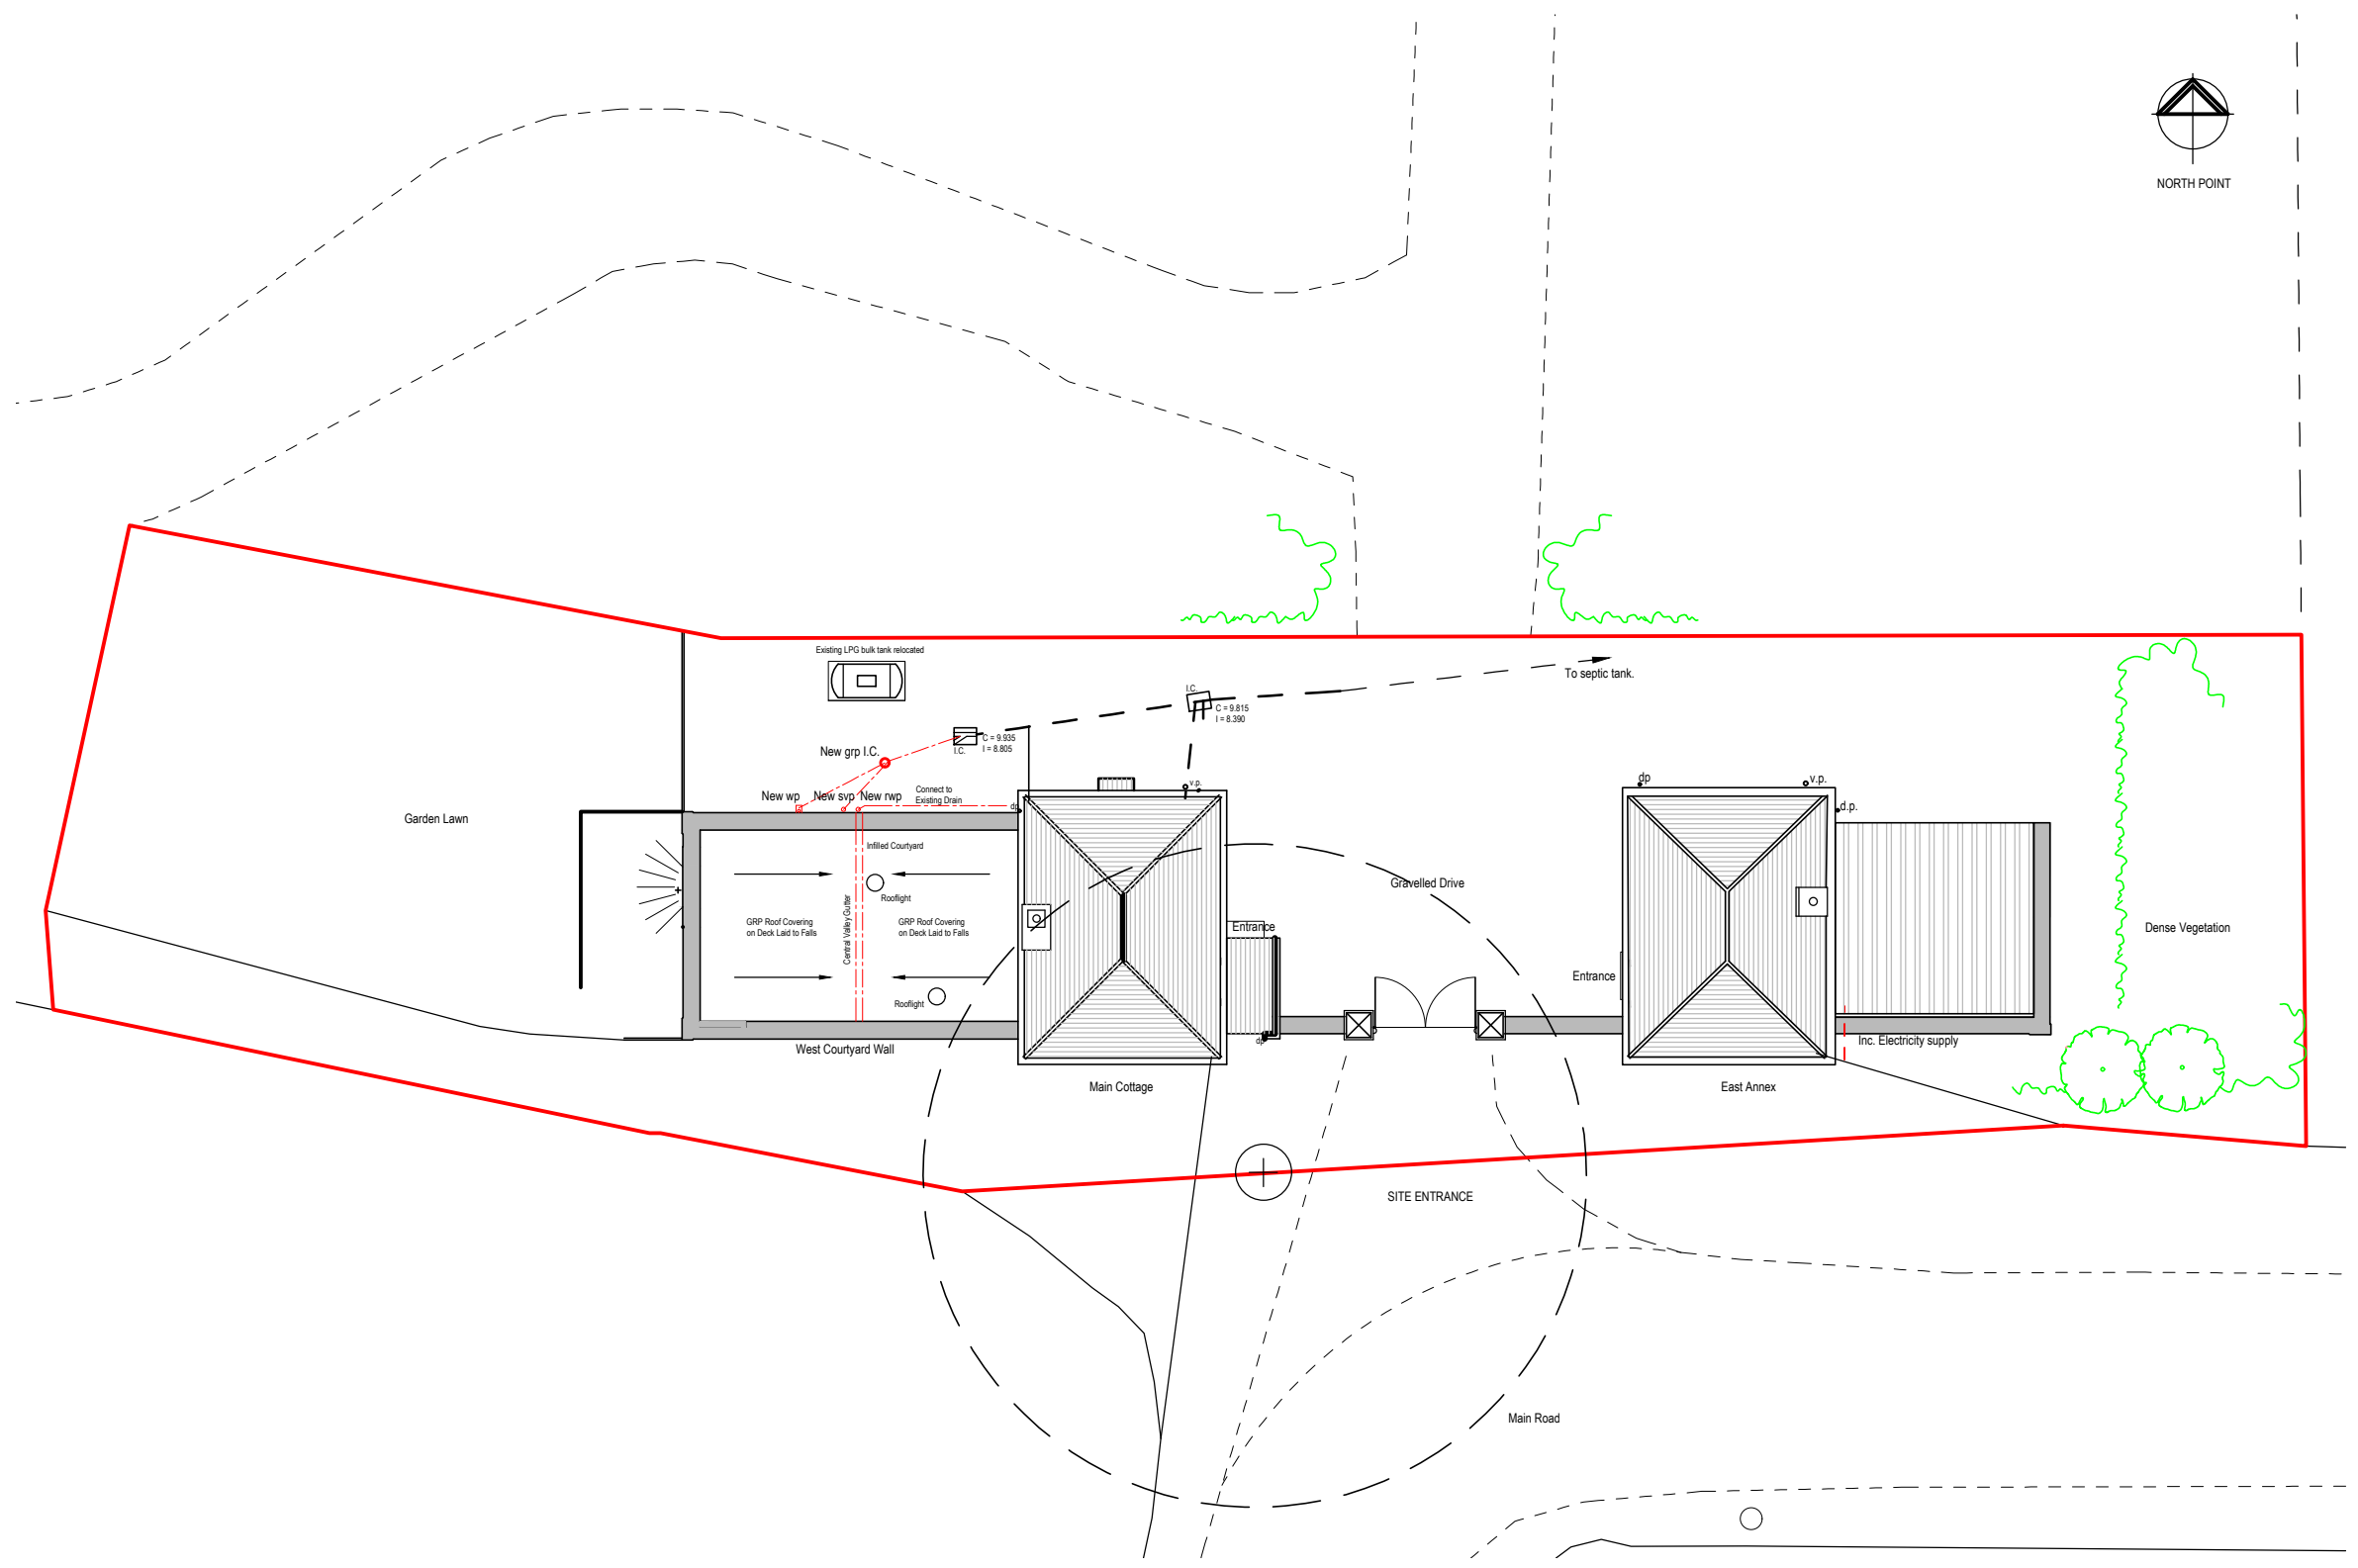 NORTH POINT
Existing LPG bulk tank relocated
To septic tank.
I.C.
C = 9.815
I = 8.390
C = 9.935
I = 8.805
I.C.
New grp I.C.
New wp
New svp
New rwp
Connect to
Existing Drain
dp
v.p.
dp
v.p.
d.p.
Garden Lawn
Infilled Courtyard
Rooflight
GRP Roof Covering
on Deck Laid to Falls
Central Valley Gutter
GRP Roof Covering
on Deck Laid to Falls
Rooflight
Gravelled Drive
Entrance
Entrance
Dense Vegetation
dp
Inc. Electricity supply
West Courtyard Wall
Main Cottage
East Annex
SITE ENTRANCE
Main Road